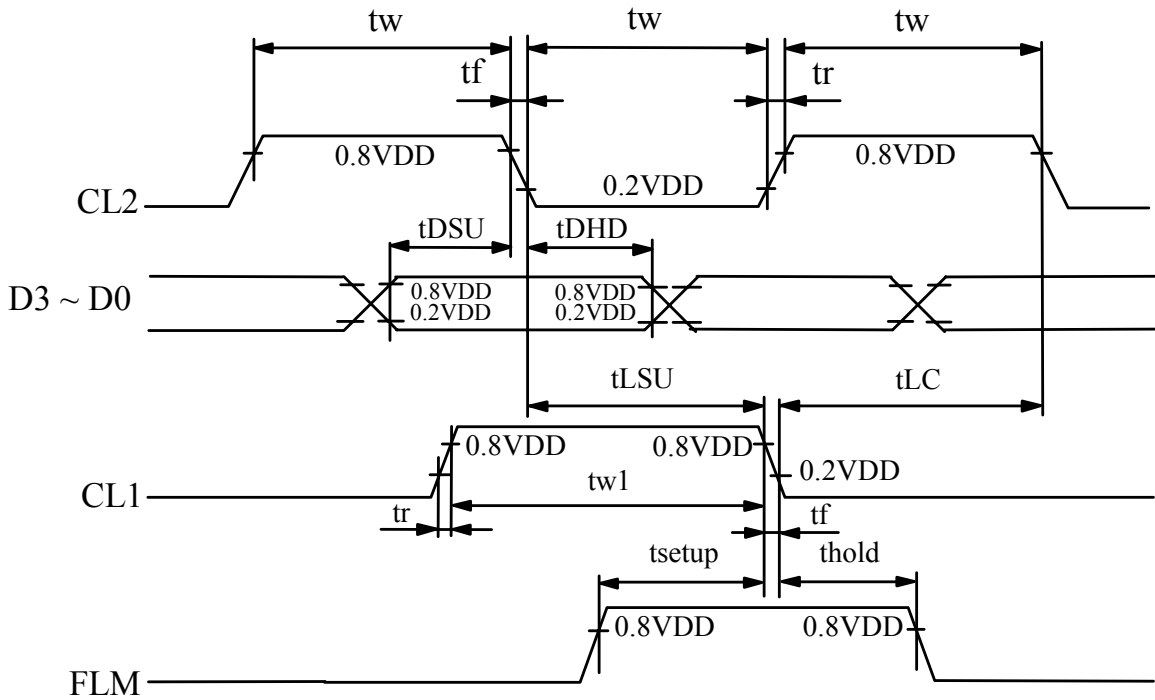 tw tw tw
tf tr
0.8VDD 0.2VDD 0.8VDD
CL2
tDSU tDHD
D3 ~ D0
0.8VDD 0.8VDD
0.2VDD 0.2VDD
tLSU tLC
0.8VDD 0.8VDD
0.2VDD
CL1
tw1
tr tf
tsetup thold
0.8VDD 0.8VDD
FLM